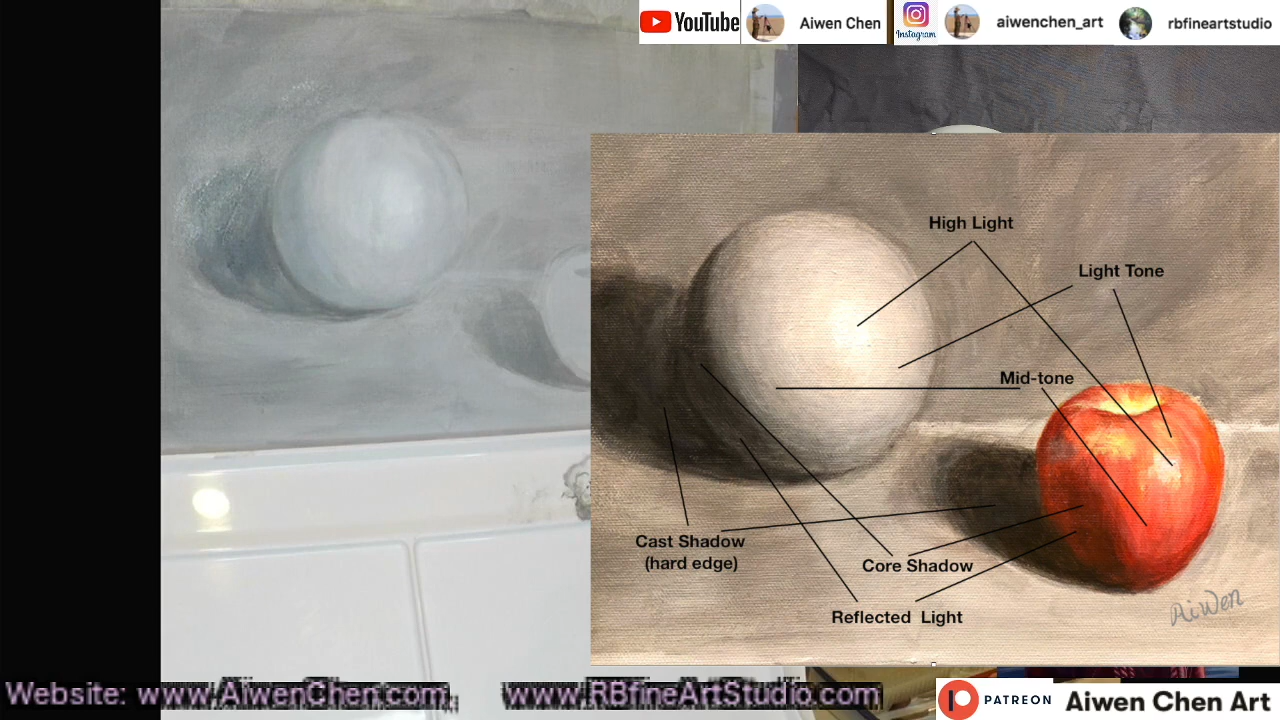 YouTube Aiwen Chen
Instagram aiwenchen_art rbfineartstudio
High Light
Light Tone
Mid-tone
Cast Shadow
(hard edge)
Core Shadow
Reflected Light
AiWen
Website: www.AiwenChen.com, www.RBfineArtStudio.com
PATREON Aiwen Chen Art